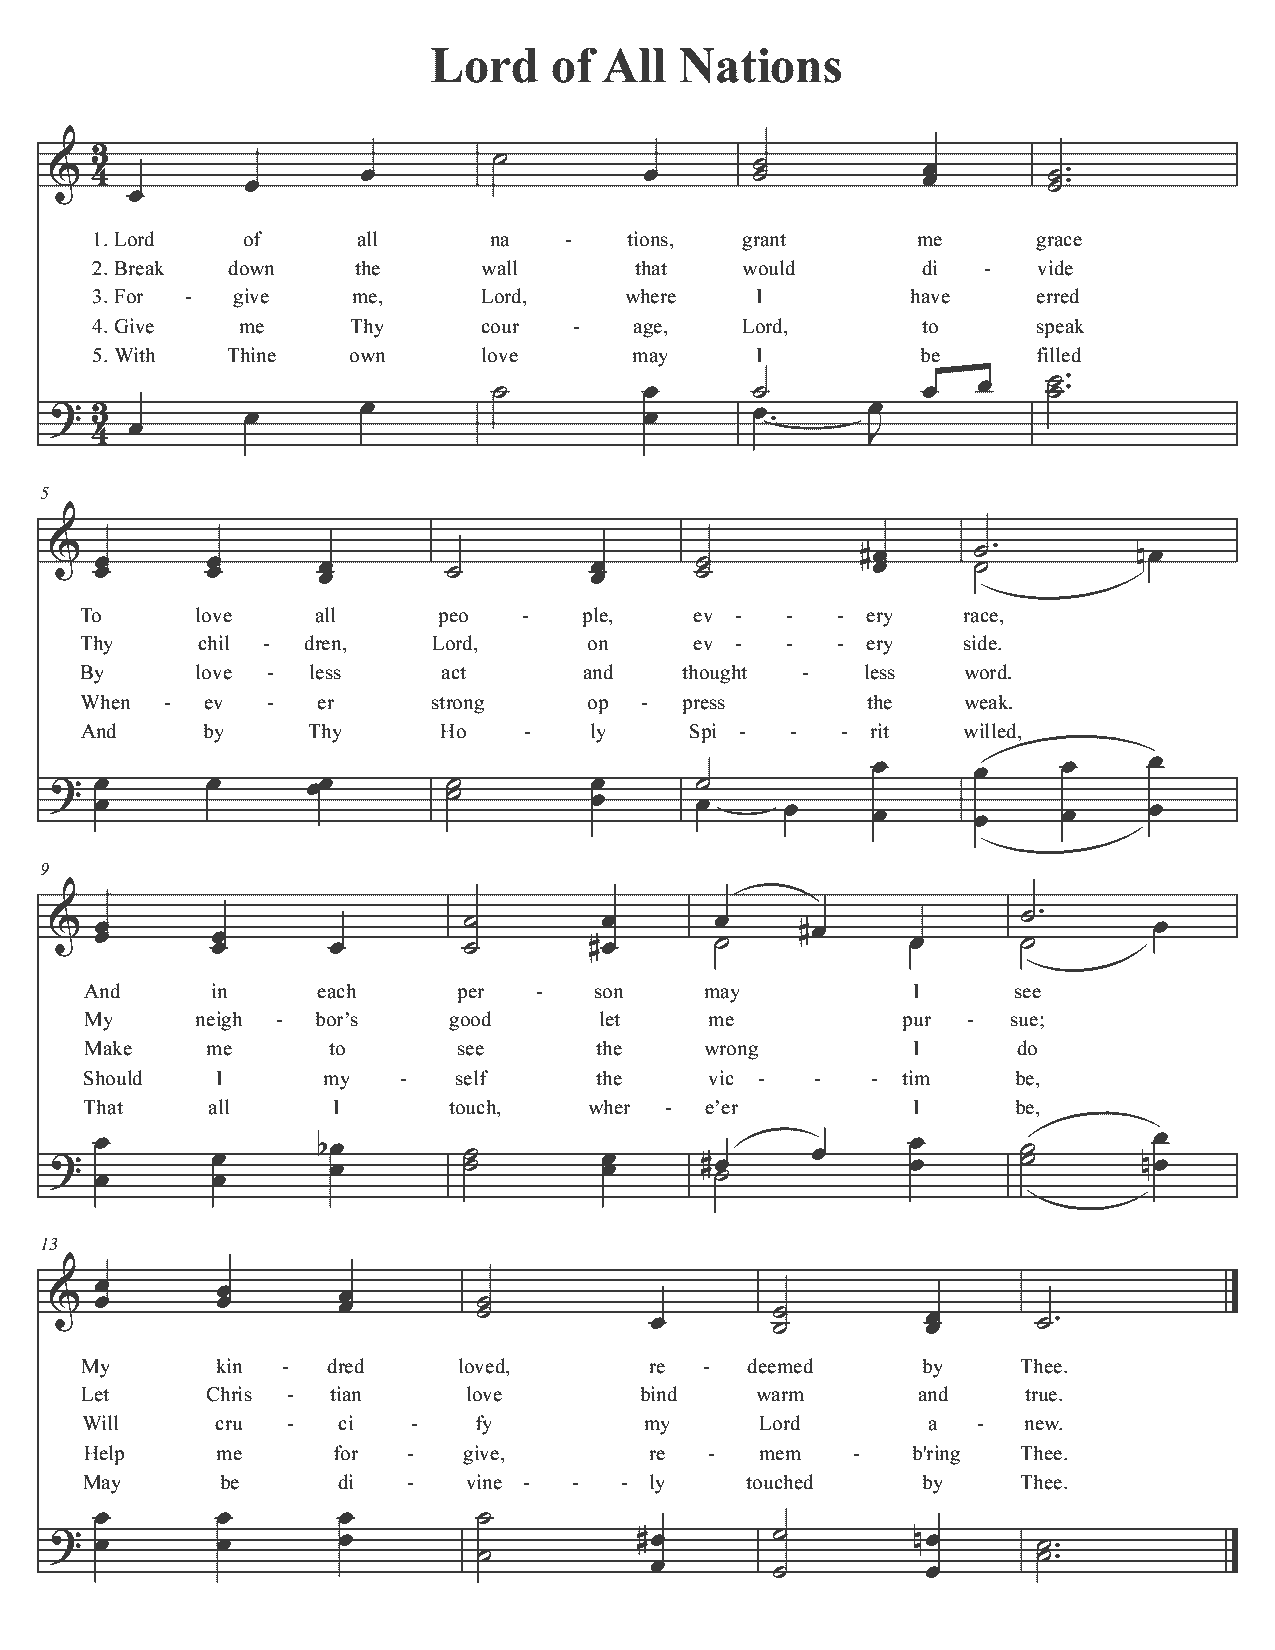 Lord of All Nations
3 4
1. Lord of all na - tions, grant me grace
2. Break down the wall that would di - vide
3. For - give me, Lord, where I have erred
4. Give me Thy cour - age, Lord, to speak
5. With Thine own love may I be filled
3 4
5
To love all peo - ple, ev - - - ery race,
Thy chil - dren, Lord, on ev - - - ery side.
By love - less act and thought - less word.
When - ev - er strong op - press the weak.
And by Thy Ho - ly Spi - - - rit willed,
9
And in each per - son may I see
My neigh - bor's good let me pur - sue;
Make me to see the wrong I do
Should I my - self the vic - - - tim be,
That all I touch, wher - e'er I be,
13
My kin - dred loved, re - deemed by Thee.
Let Chris - tian love bind warm and true.
Will cru - ci - fy my Lord a - new.
Help me for - give, re - mem - b'ring Thee.
May be di - vine - - - ly touched by Thee.